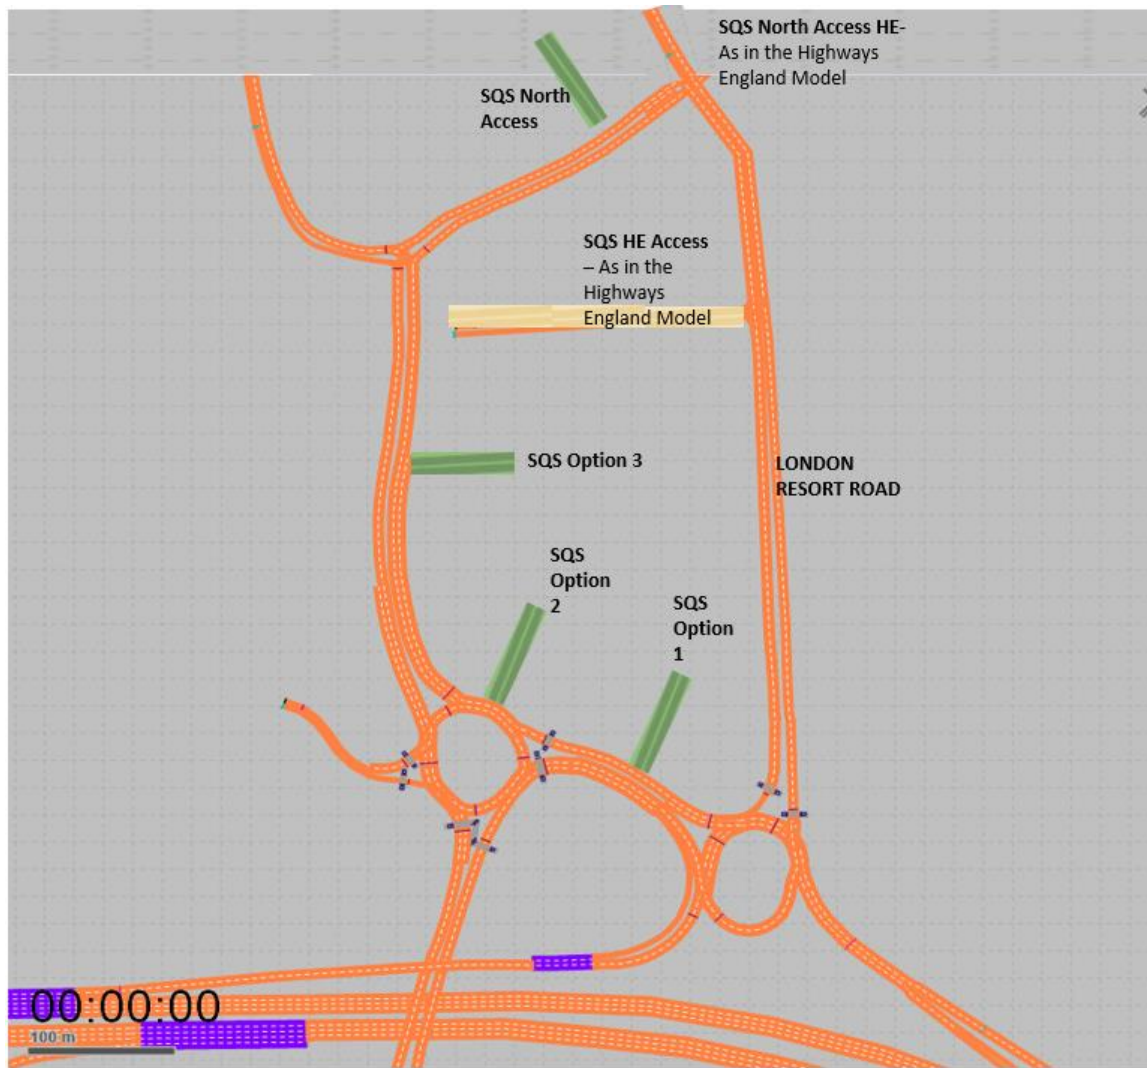 SQS North Access HE-
As in the Highways
England Model
SQS North
Access
SQS HE Access
– As in the
Highways
England Model
SQS Option 3
LONDON
RESORT ROAD
SQS
Option
2
SQS
Option
1
00:00:00
100 m